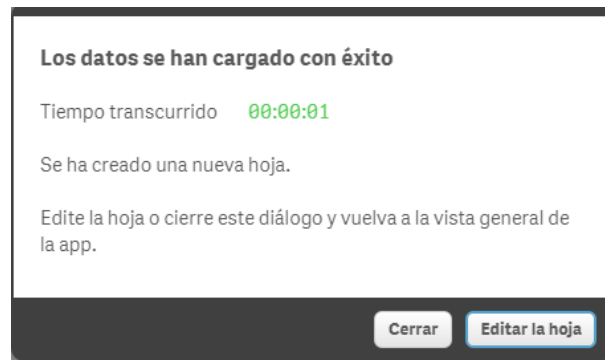 Los datos se han cargado con éxito
Tiempo transcurrido 00:00:01
Se ha creado una nueva hoja.
Edite la hoja o cierre este diálogo y vuelva a la vista general de
la app.
Cerrar Editar la hoja